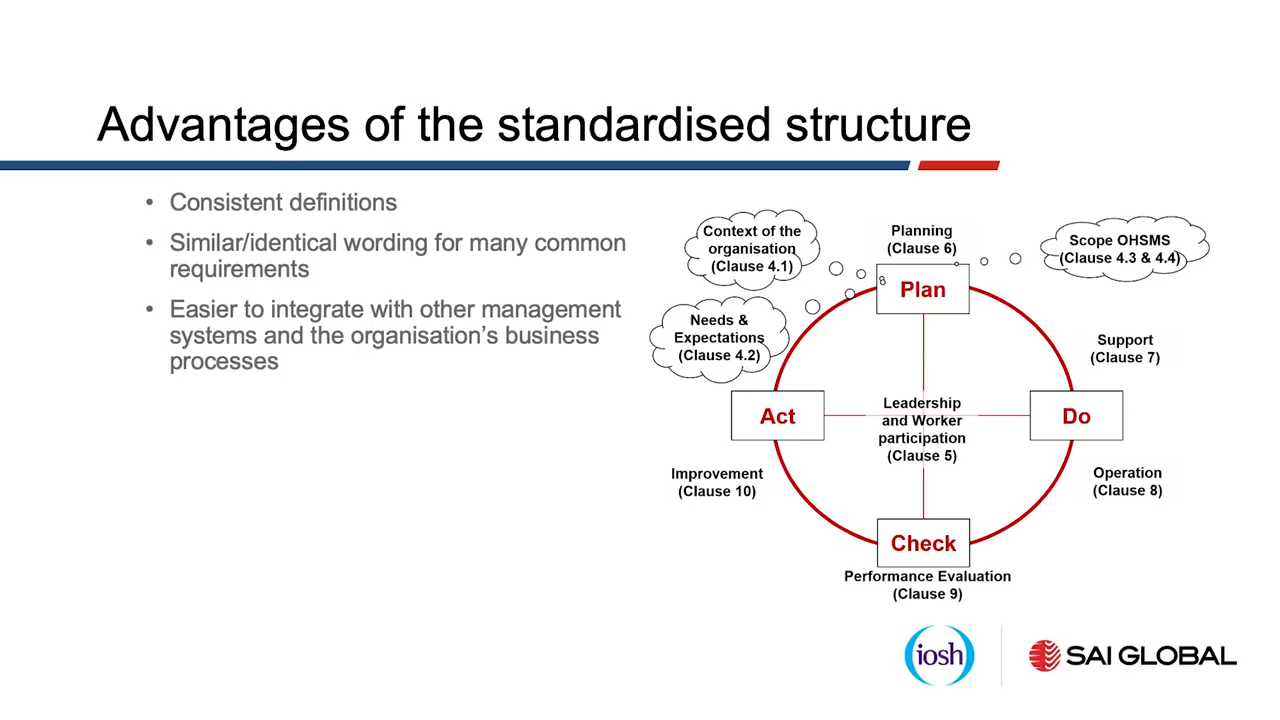 Advantages of the standardised structure
• Consistent definitions
• Similar/identical wording for many common
requirements
• Easier to integrate with other management
systems and the organisation’s business
processes
Context of the
organisation
(Clause 4.1)
Planning
(Clause 6)
Scope OHSMS
(Clause 4.3 & 4.4)
Plan
Needs &
Expectations
(Clause 4.2)
Support
(Clause 7)
Act
Leadership
and Worker
participation
(Clause 5)
Do
Improvement
(Clause 10)
Operation
(Clause 8)
Check
Performance Evaluation
(Clause 9)
iosh
SAI GLOBAL